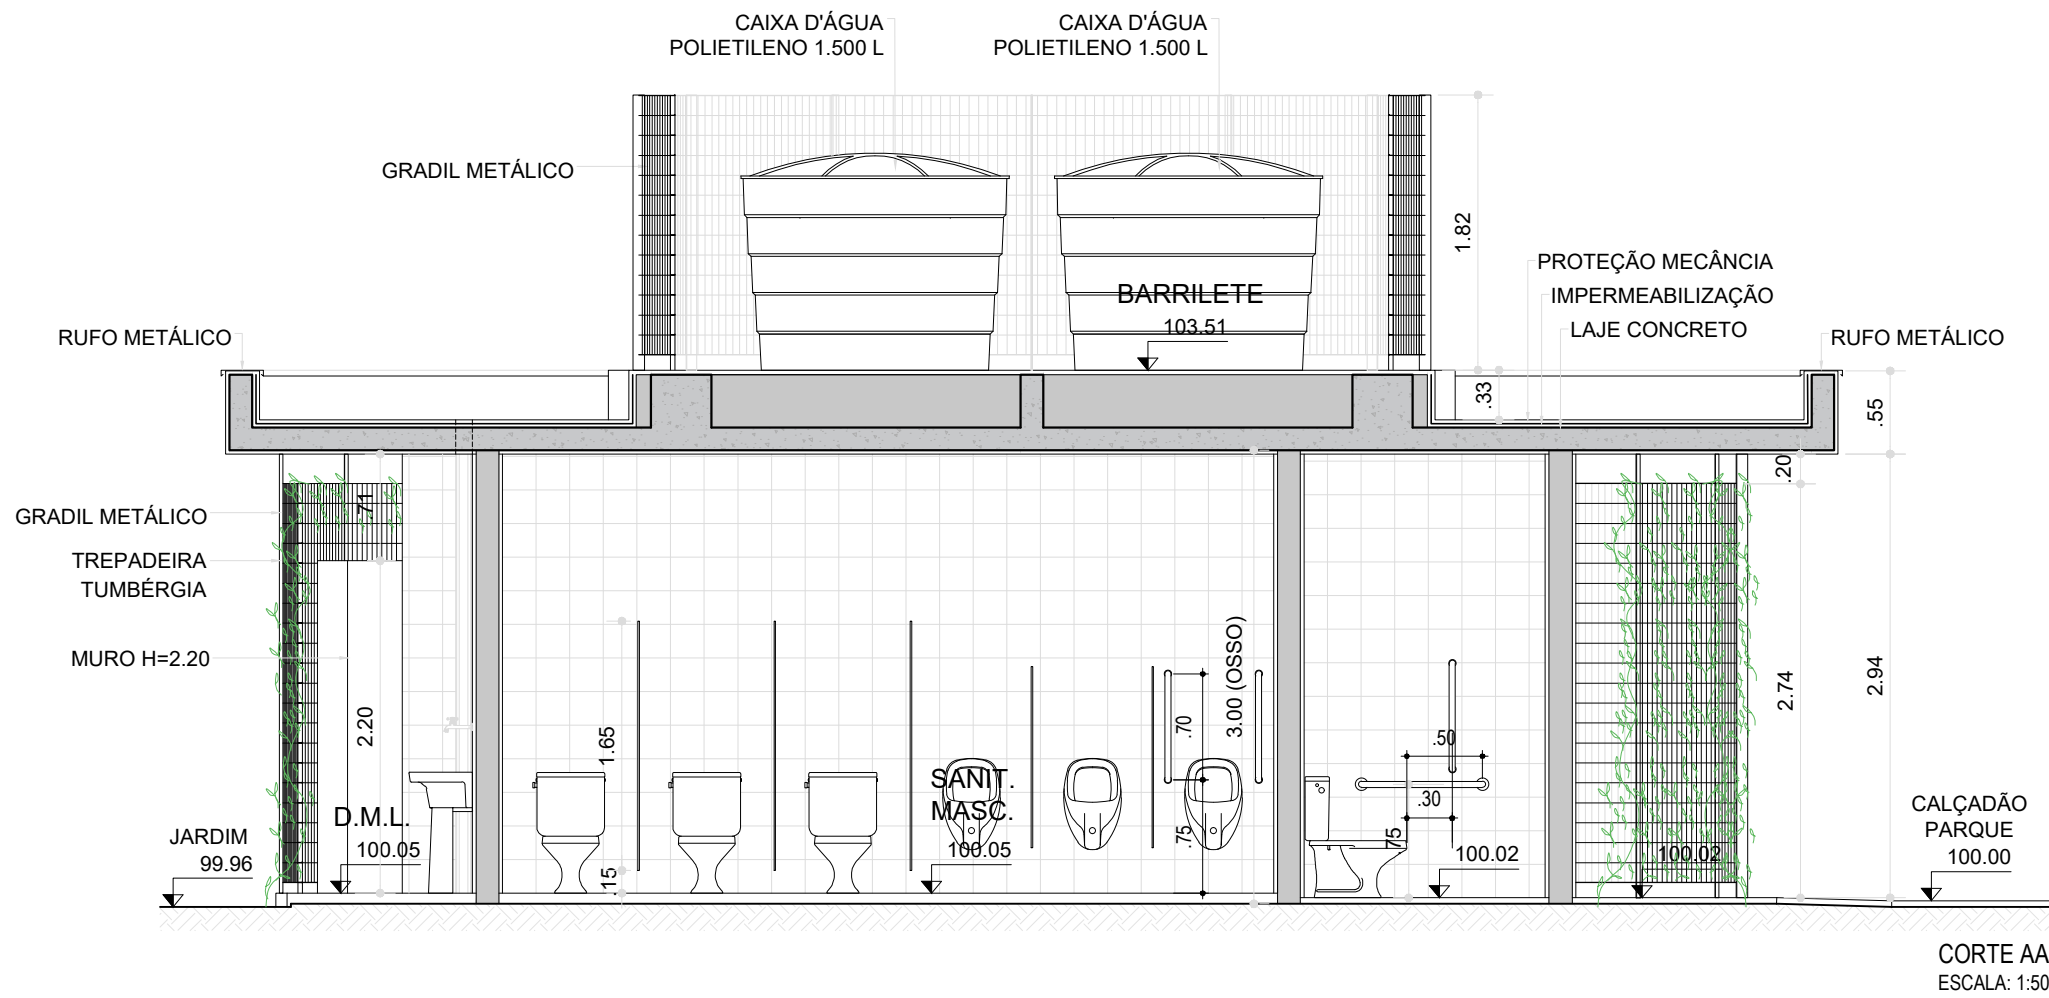 CAIXA D'ÁGUA
POLIETILENO 1.500 L
CAIXA D'ÁGUA
POLIETILENO 1.500 L
GRADIL METÁLICO
1.82
PROTEÇÃO MECÂNCIA
IMPERMEABILIZAÇÃO
LAJE CONCRETO
BARRILETE
103.51
RUFO METÁLICO
RUFO METÁLICO
.33
.55
.20
.71
GRADIL METÁLICO
TREPADEIRA
TUMBÉRGIA
MURO H=2.20
2.20
1.65
.15
3.00 (OSSO)
.70
.75
.50
.30
.75
2.74
2.94
SANIT.
MASC.
100.05
D.M.L.
100.05
JARDIM
99.96
100.02
100.02
CALÇADÃO
PARQUE
100.00
CORTE AA
ESCALA: 1:50